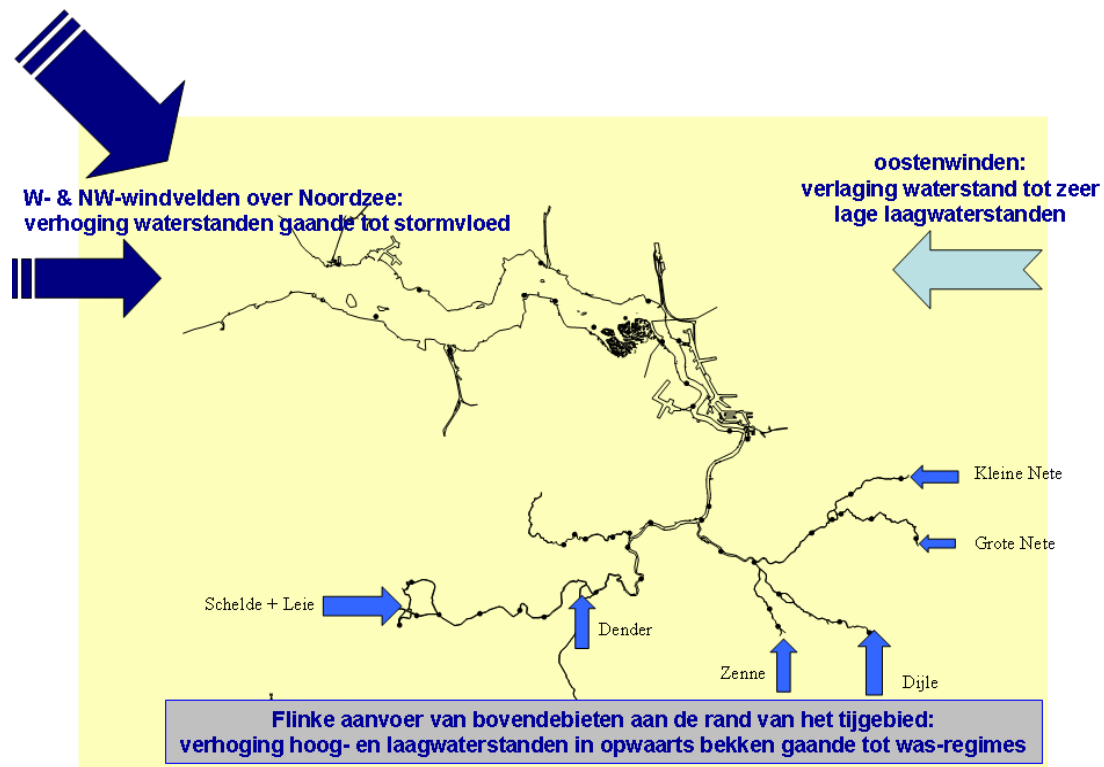 W- & NW-windvelden over Noordzee:
verhoging waterstanden gaande tot stormvloed
oostenwinden:
verlaging waterstand tot zeer
lage laagwaterstanden
Kleine Nete
Grote Nete
Schelde + Leie
Dender
Zenne
Dijle
Flinke aanvoer van bovendebieten aan de rand van het tijgebied:
verhoging hoog- en laagwaterstanden in opwaarts bekken gaande tot was-regimes